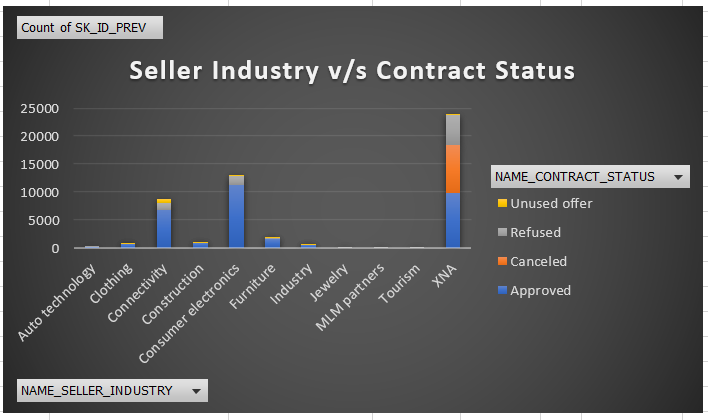 Count of SK_ID_PREV
Seller Industry v/s Contract Status
25000
20000
15000
10000
5000
0
Auto technology
Clothing
Connectivity
Construction
Consumer electronics
Furniture
Industry
Jewelry
MLM partners
Tourism
XNA
NAME_CONTRACT_STATUS
Unused offer
Refused
Canceled
Approved
NAME_SELLER_INDUSTRY